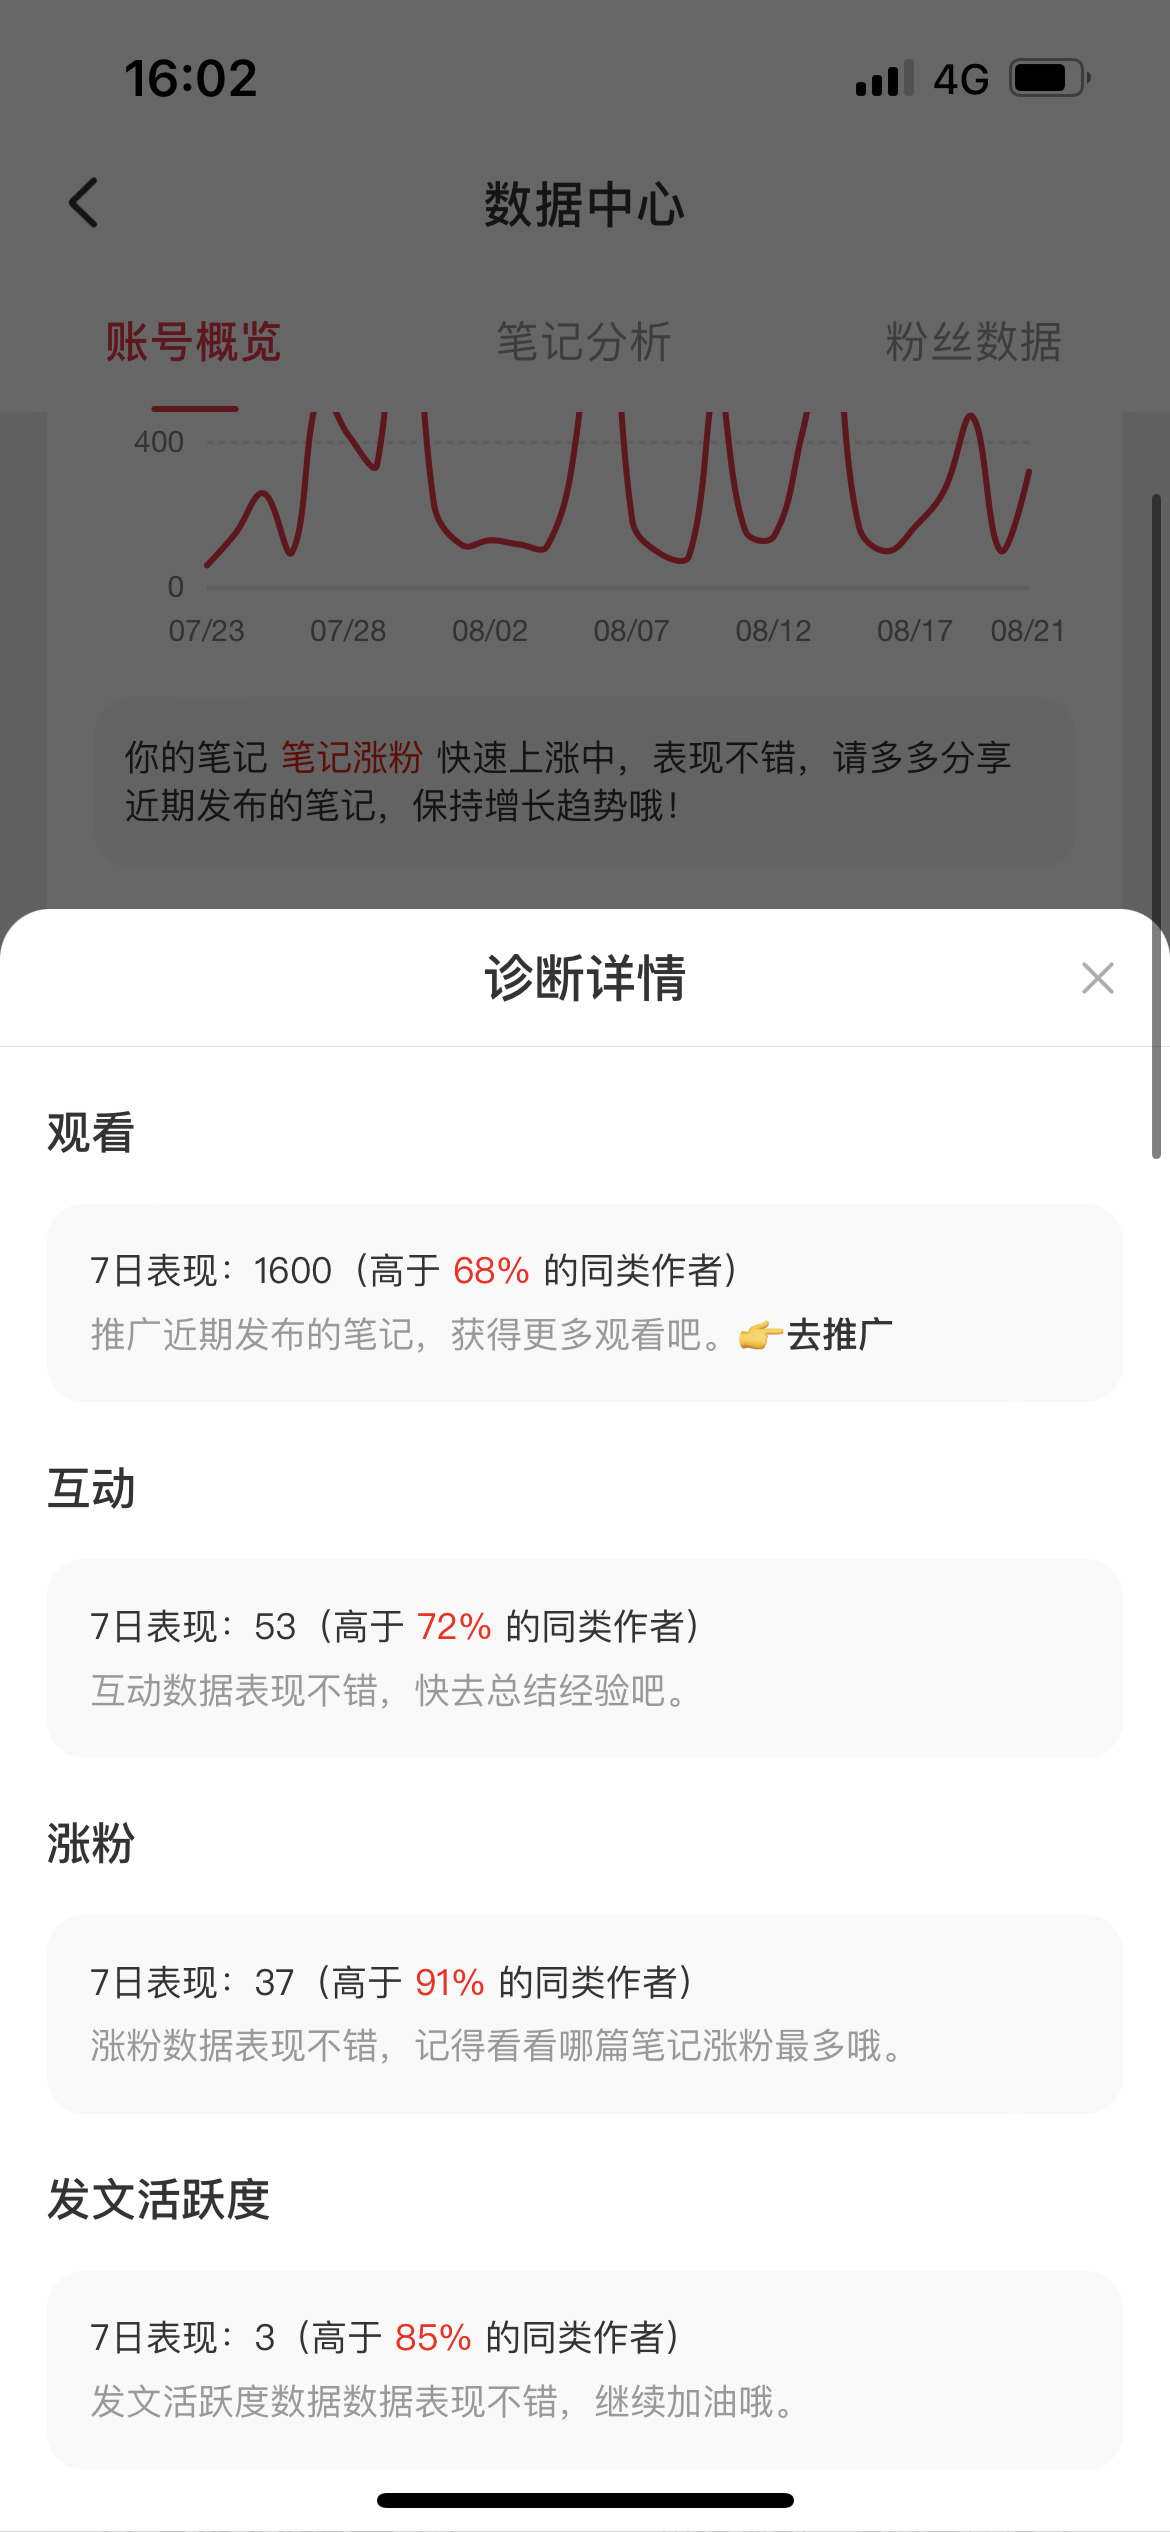 16:02
4G
数据中心
账号概览
笔记分析
粉丝数据
400
0
07/23
07/28
08/02
08/07
08/12
08/17
08/21
你的笔记 笔记涨粉 快速上涨中，表现不错，请多多分享
近期发布的笔记，保持增长趋势哦！
诊断详情
观看
7日表现：1600（高于 68% 的同类作者）
推广近期发布的笔记，获得更多观看吧。👉去推广
互动
7日表现：53（高于 72% 的同类作者）
互动数据表现不错，快去总结经验吧。
涨粉
7日表现：37（高于 91% 的同类作者）
涨粉数据表现不错，记得看看哪篇笔记涨粉最多哦。
发文活跃度
7日表现：3（高于 85% 的同类作者）
发文活跃度数据数据表现不错，继续加油哦。